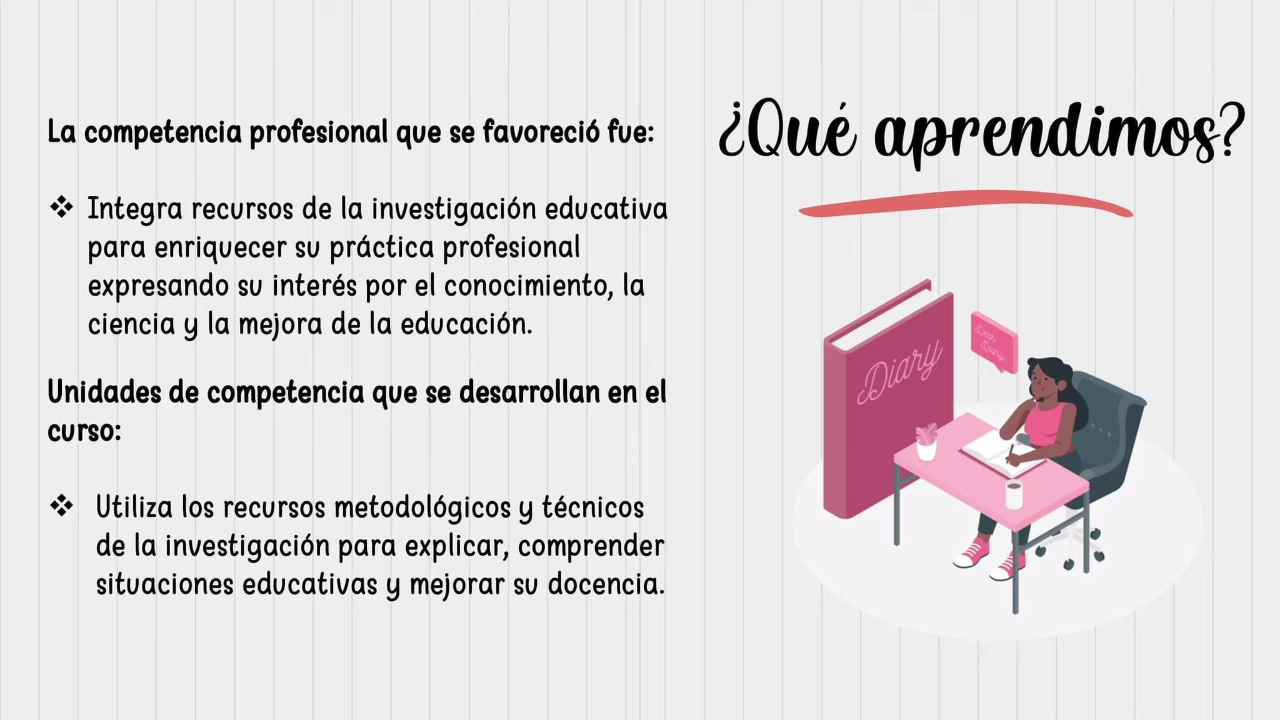 ¿Qué aprendimos?
La competencia profesional que se favoreció fue:
❖ Integra recursos de la investigación educativa
para enriquecer su práctica profesional
expresando su interés por el conocimiento, la
ciencia y la mejora de la educación.
Unidades de competencia que se desarrollan en el
curso:
❖ Utiliza los recursos metodológicos y técnicos
de la investigación para explicar, comprender
situaciones educativas y mejorar su docencia.
Diary
Dear
Diary